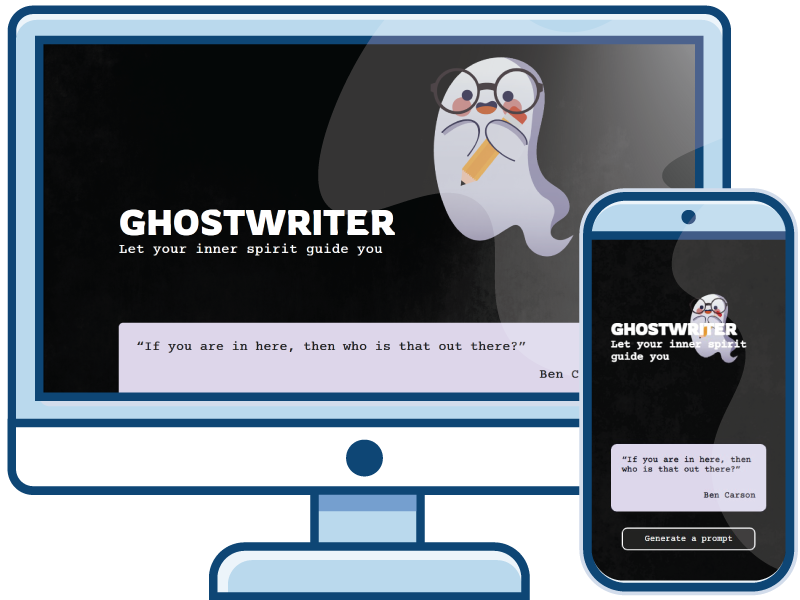 GHOSTWRITER
Let your inner spirit guide you
“If you are in here, then who is that out there?”
Ben C
GHOSTWRITER
Let your inner spirit
guide you
“If you are in here, then
who is that out there?”
Ben Carson
Generate a prompt